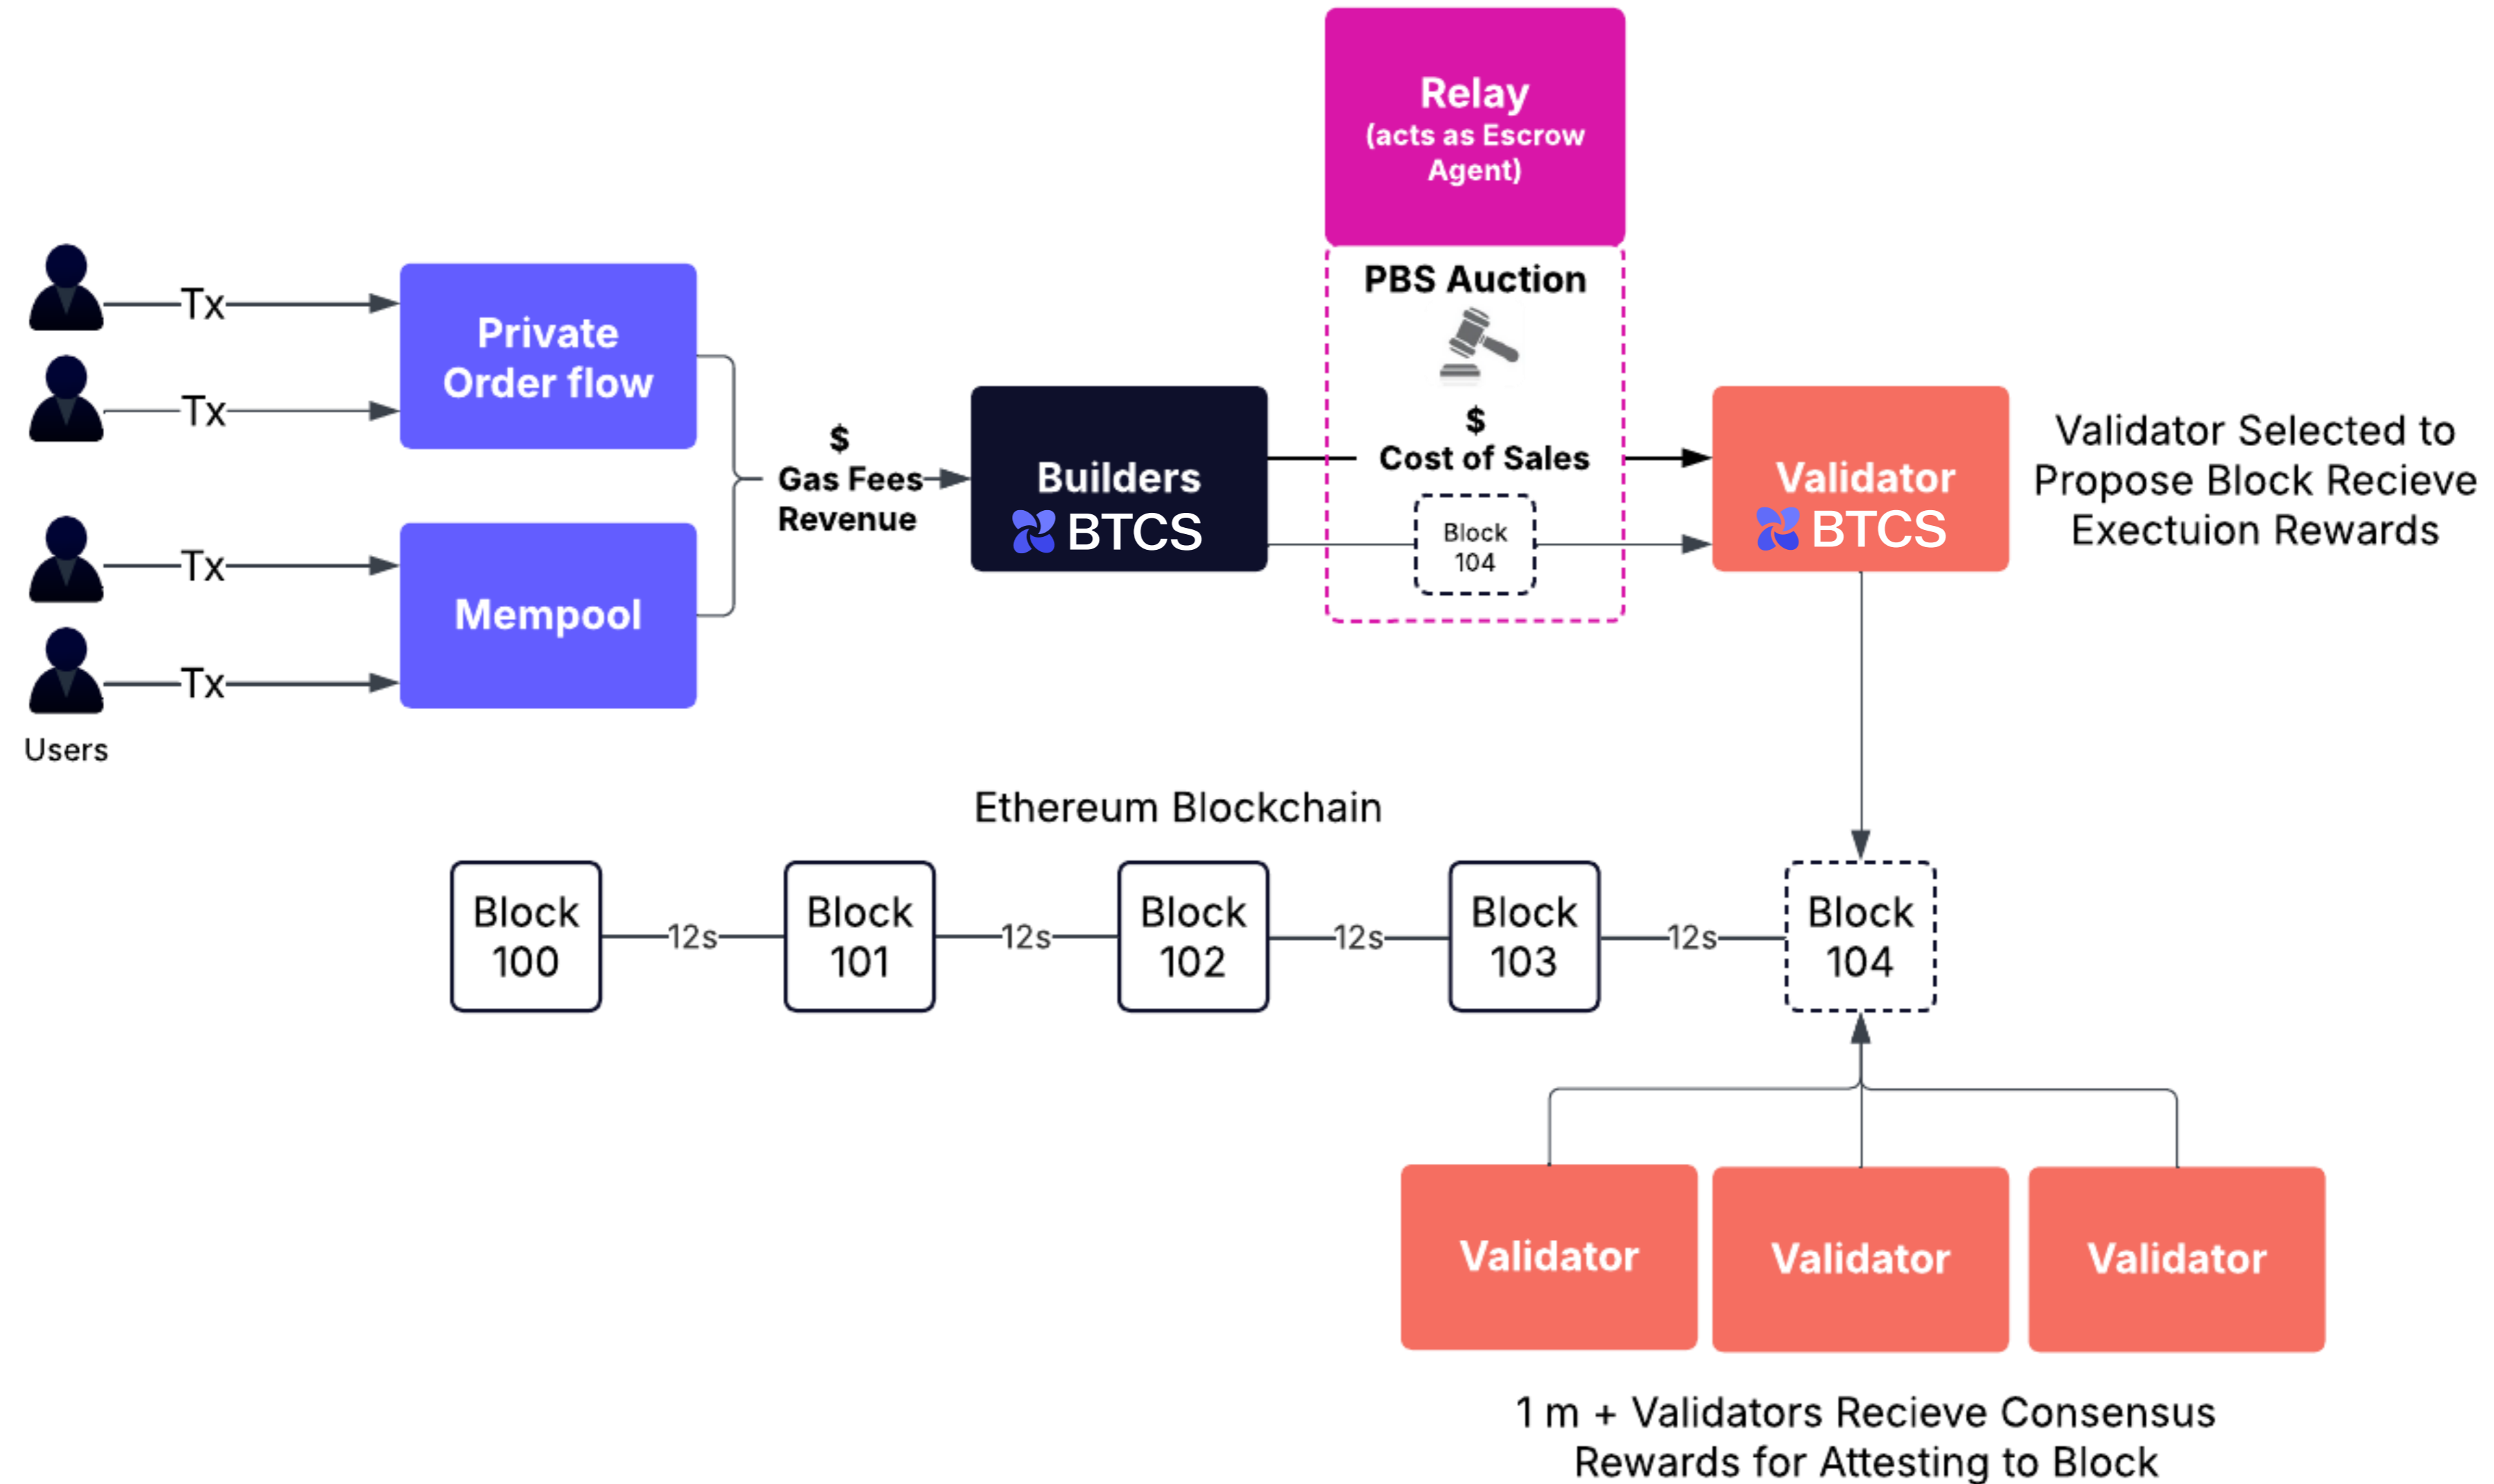 Relay
(acts as Escrow
Agent)
PBS Auction
$
Cost of Sales
Block
104
Tx
Tx
Tx
Tx
Users
Private
Order flow
Mempool
$
Gas Fees
Revenue
Builders
BTCS
Validator
BTCS
Validator Selected to
Propose Block Recieve
Exectuion Rewards
Ethereum Blockchain
Block
100
12s
Block
101
12s
Block
102
12s
Block
103
12s
Block
104
Validator
Validator
Validator
1 m + Validators Recieve Consensus
Rewards for Attesting to Block